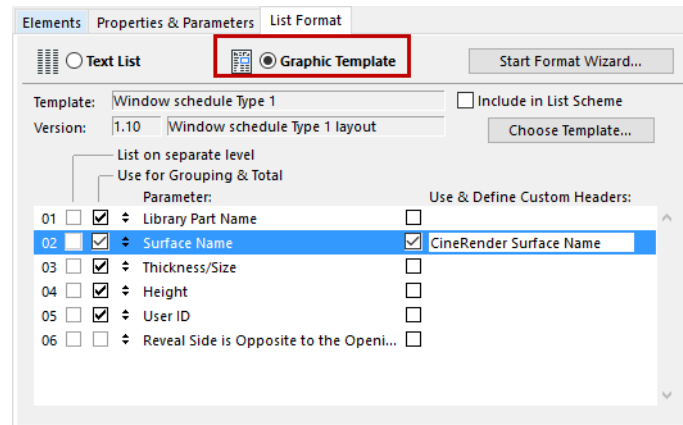 Elements Properties & Parameters List Format
Text List Graphic Template Start Format Wizard...
Template: Window schedule Type 1 Include in List Scheme
Version: 1.10 Window schedule Type 1 layout Choose Template...
List on separate level
Use for Grouping & Total
Parameter: Use & Define Custom Headers:
01 Library Part Name
02 Surface Name CineRender Surface Name
03 Thickness/Size
04 Height
05 User ID
06 Reveal Side is Opposite to the Openi...